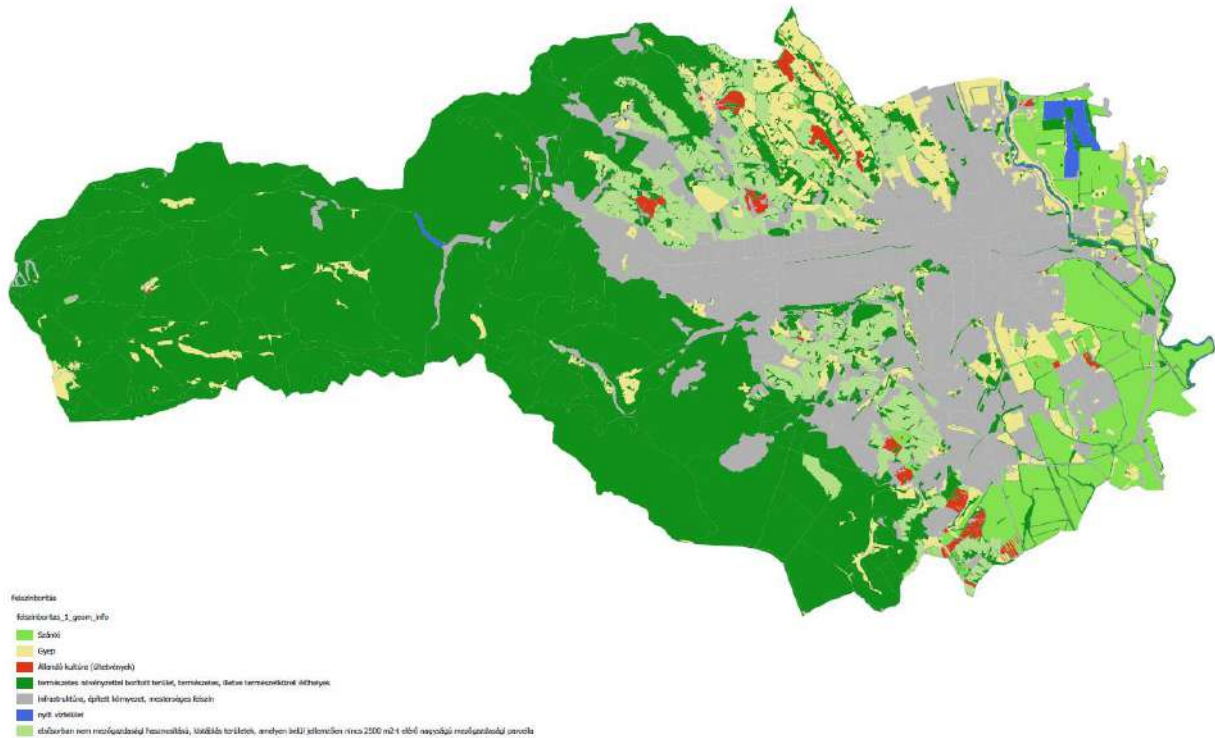 Felszínborítás
felszinboritas_1_geom_info
Szántó
Gyep
Állandó kultúra (ültetvények)
természetes növényzettel borított terület, természetes, illetve természetközeli élőhelyek
infrastruktúra, épített környezet, mesterséges felszín
nyílt vízfelület
elsősorban nem mezőgazdasági hasznosítású, kistáblás területek, amelyen belül jellemzően nincs 2500 m2-t elérő nagyságú mezőgazdasági parcella